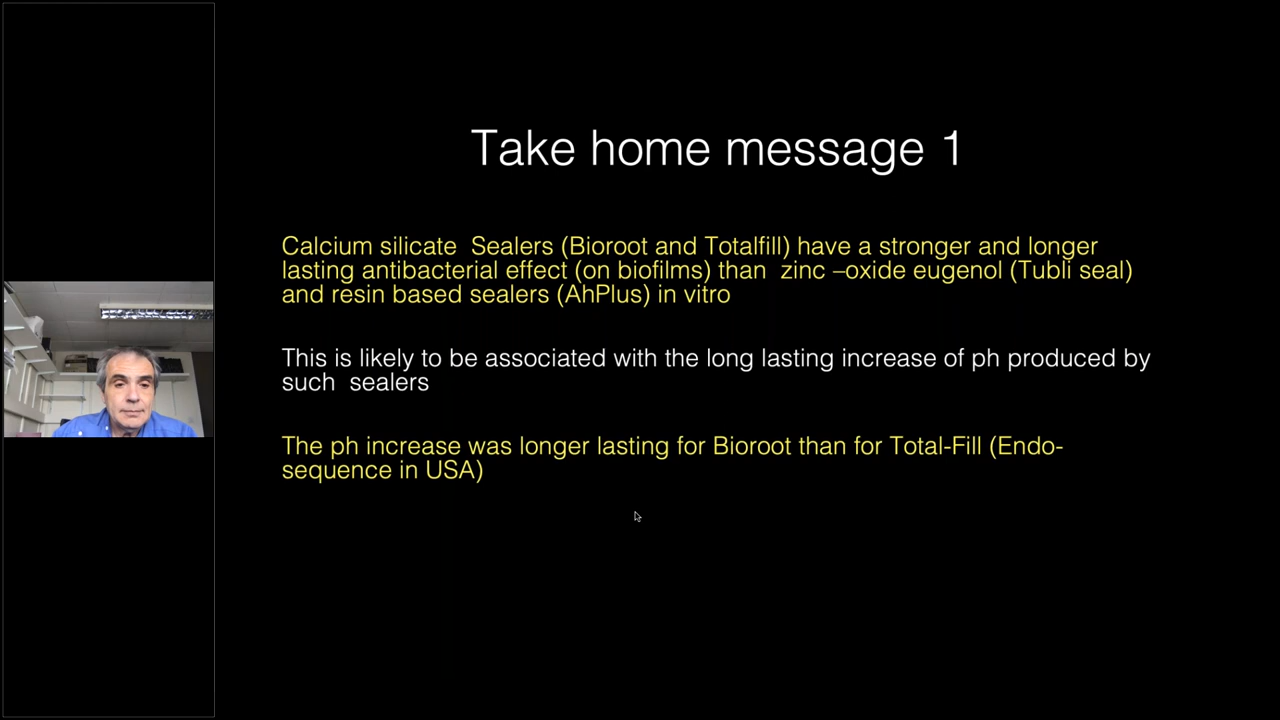 Take home message 1
Calcium silicate  Sealers (Bioroot and Totalfill) have a stronger and longer
lasting antibacterial effect (on biofilms) than  zinc –oxide eugenol (Tubli seal)
and resin based sealers (AhPlus) in vitro
This is likely to be associated with the long lasting increase of ph produced by
such  sealers
The ph increase was longer lasting for Bioroot than for Total-Fill (Endo-
sequence in USA)